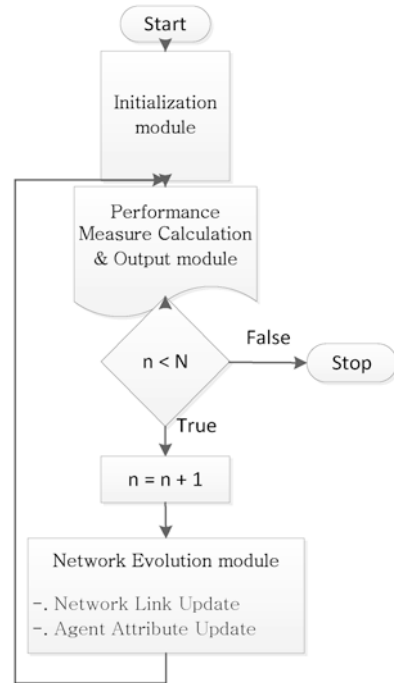 Start
Initialization
module
Performance
Measure Calculation
& Output module
n < N
False
Stop
True
n = n + 1
Network Evolution module
-. Network Link Update
-. Agent Attribute Update